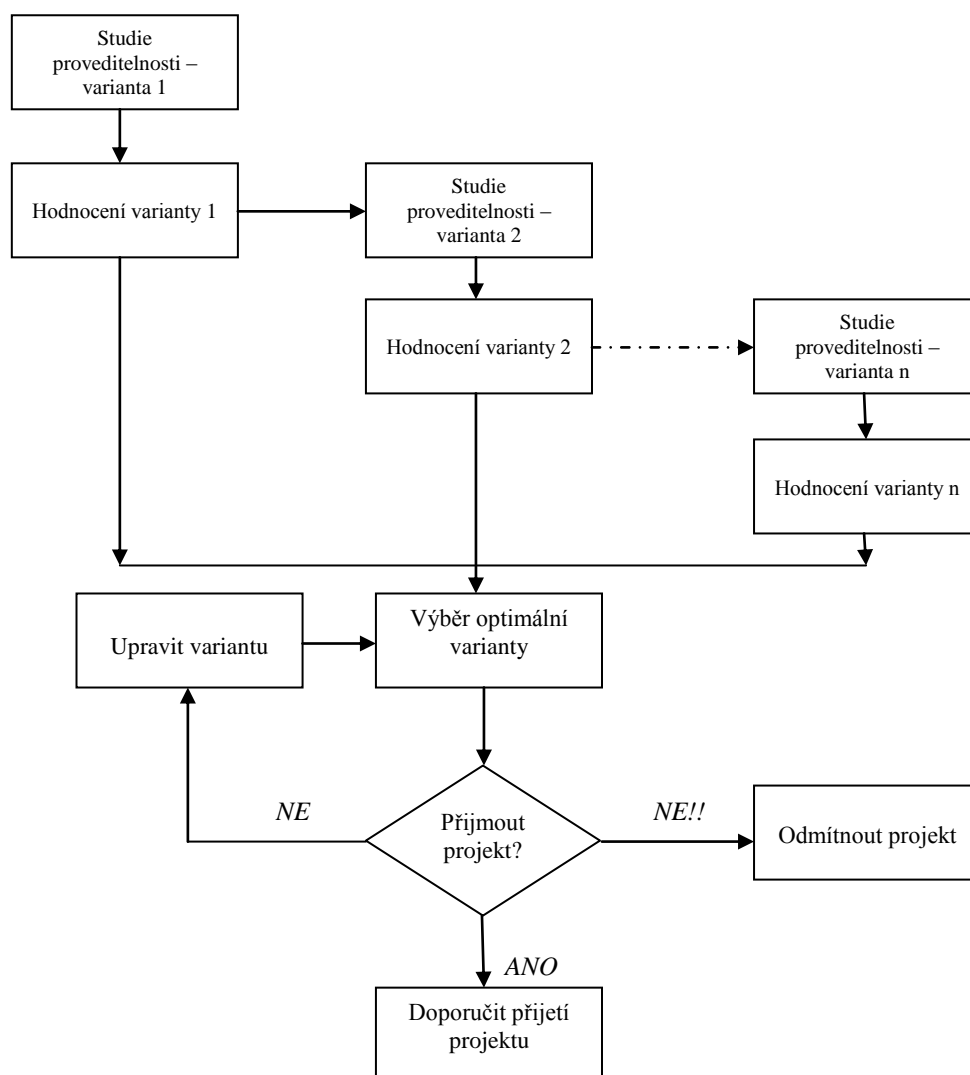 Studie
proveditelnosti –
varianta 1
Hodnocení varianty 1
Studie
proveditelnosti –
varianta 2
Hodnocení varianty 2
Studie
proveditelnosti –
varianta n
Hodnocení varianty n
Upravit variantu
Výběr optimální
varianty
NE
Přijmout
projekt?
NE!!
Odmítnout projekt
ANO
Doporučit přijetí
projektu